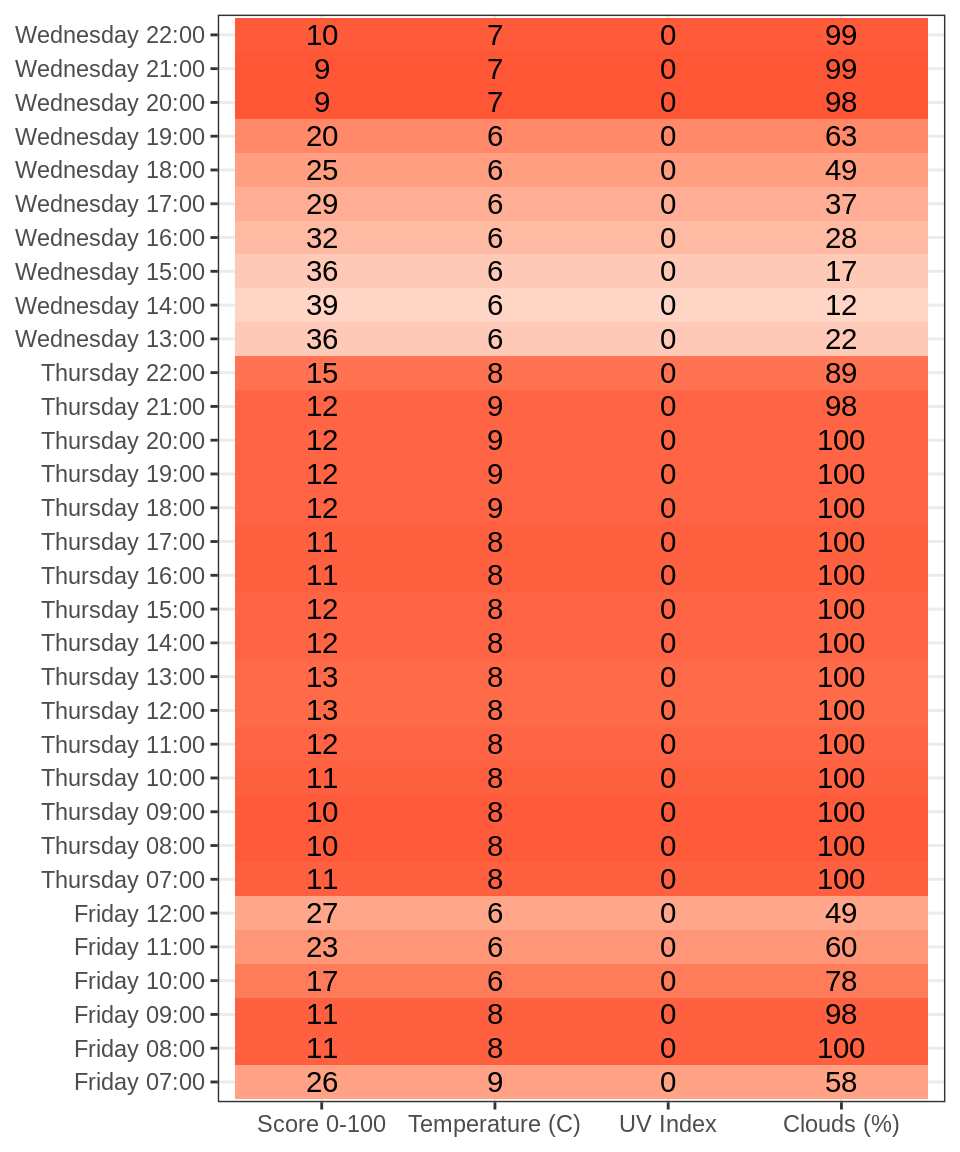 Wednesday 22:00 10 7 0 99
Wednesday 21:00 9 7 0 99
Wednesday 20:00 9 7 0 98
Wednesday 19:00 20 6 0 63
Wednesday 18:00 25 6 0 49
Wednesday 17:00 29 6 0 37
Wednesday 16:00 32 6 0 28
Wednesday 15:00 36 6 0 17
Wednesday 14:00 39 6 0 12
Wednesday 13:00 36 6 0 22
Thursday 22:00 15 8 0 89
Thursday 21:00 12 9 0 98
Thursday 20:00 12 9 0 100
Thursday 19:00 12 9 0 100
Thursday 18:00 12 9 0 100
Thursday 17:00 11 8 0 100
Thursday 16:00 11 8 0 100
Thursday 15:00 12 8 0 100
Thursday 14:00 12 8 0 100
Thursday 13:00 13 8 0 100
Thursday 12:00 13 8 0 100
Thursday 11:00 12 8 0 100
Thursday 10:00 11 8 0 100
Thursday 09:00 10 8 0 100
Thursday 08:00 10 8 0 100
Thursday 07:00 11 8 0 100
Friday 12:00 27 6 0 49
Friday 11:00 23 6 0 60
Friday 10:00 17 6 0 78
Friday 09:00 11 8 0 98
Friday 08:00 11 8 0 100
Friday 07:00 26 9 0 58
Score 0-100 Temperature (C) UV Index Clouds (%)